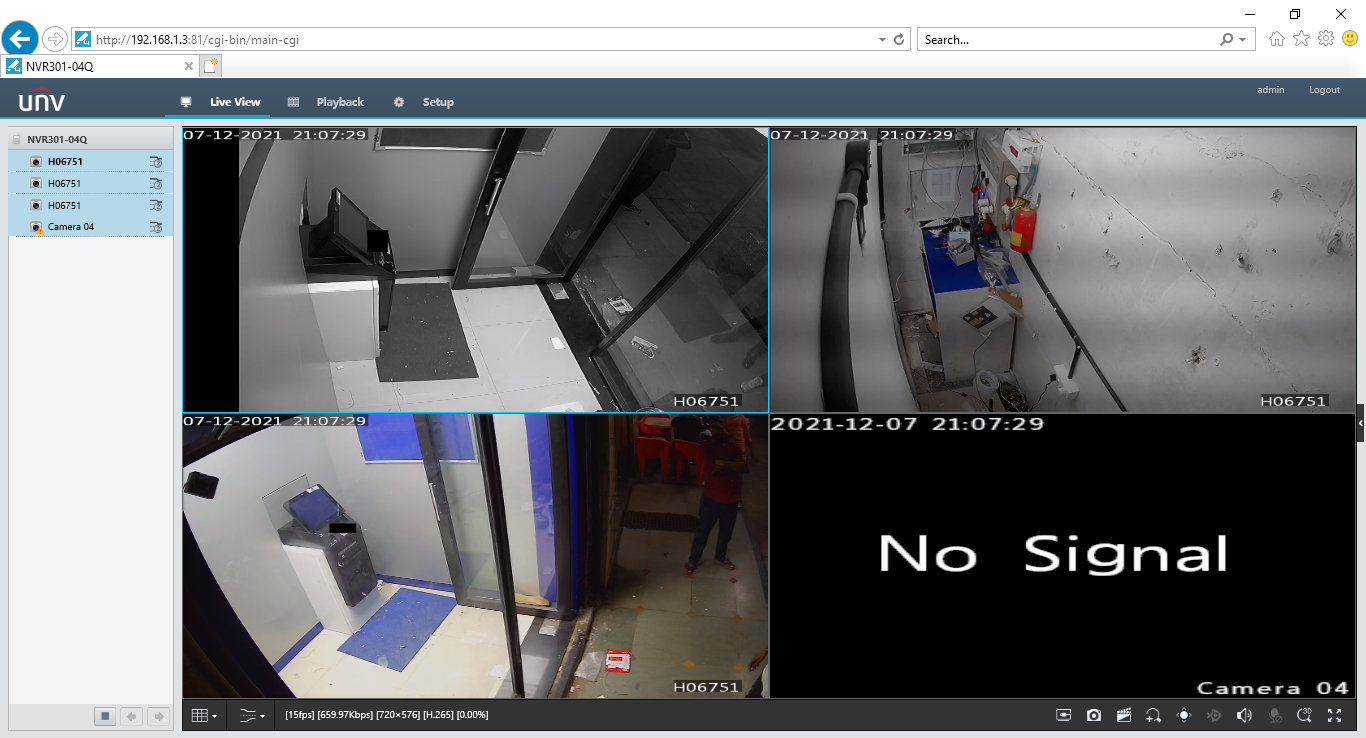 http://192.168.1.3:81/cgi-bin/main-cgi
Search...
NVR301-04Q
unv
Live View
Playback
Setup
admin
Logout
NVR301-04Q
H06751
H06751
H06751
Camera 04
07-12-2021 21:07:29
H06751
07-12-2021 21:07:29
H06751
07-12-2021 21:07:29
H06751
2021-12-07 21:07:29
No Signal
Camera 04
[15fps] [659.97Kbps] [720×576] [H.265] [0.00%]
3D